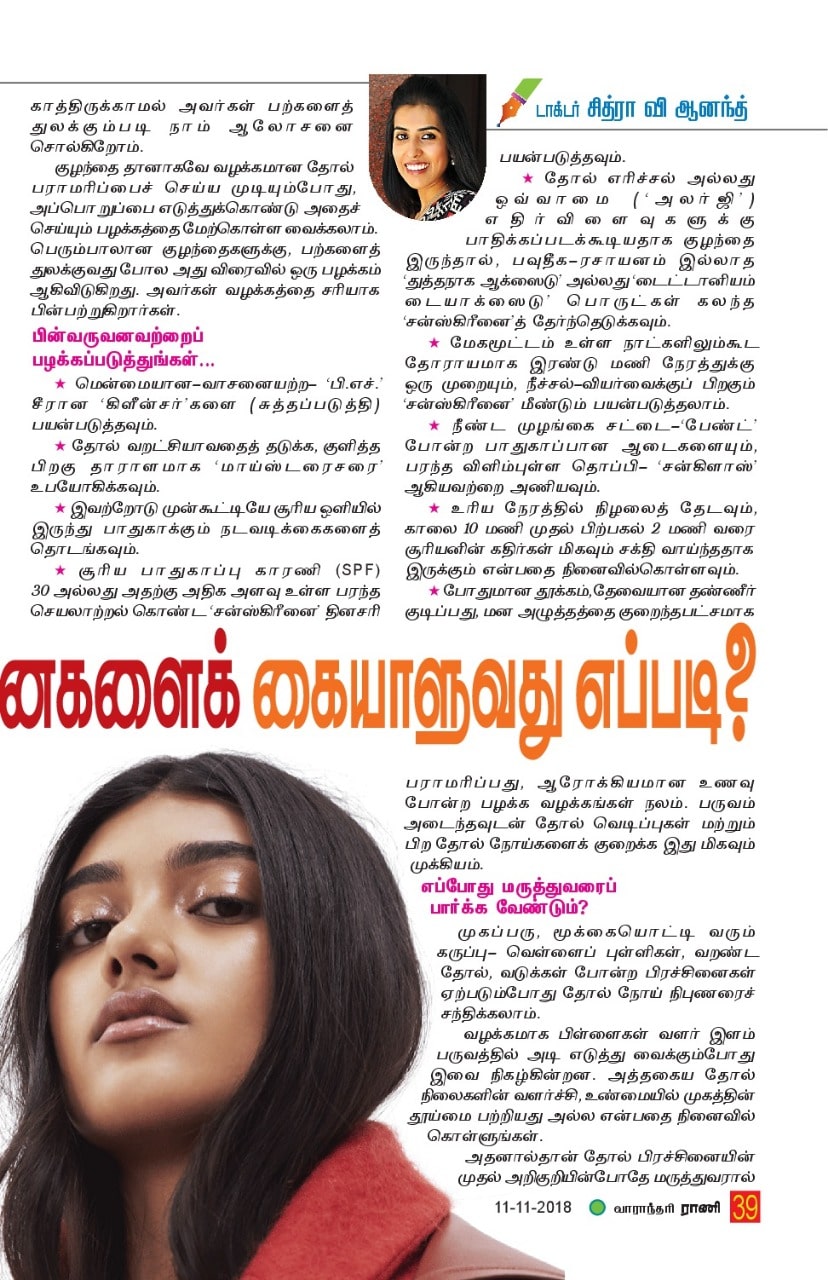 காத்திருக்காமல் அவர்கள் பற்களைத்
துலக்கும்படி நாம் ஆலோசனை
சொல்கிறோம்.
குழந்தை தானாகவே வழக்கமான தோல்
பராமரிப்பைச் செய்ய முடியும்போது,
அப்பொறுப்பை எடுத்துக்கொண்டு அதைச்
செய்யும் பழக்கத்தை மேற்கொள்ள வைக்கலாம்.
பெரும்பாலான குழந்தைகளுக்கு, பற்களைத்
துலக்குவது போல அது விரைவில் ஒரு பழக்கம்
ஆகிவிடுகிறது. அவர்கள் வழக்கத்தை சரியாக
பின்பற்றுகிறார்கள்.
பின்வருவனவற்றைப்
பழக்கப்படுத்துங்கள்...
★ மென்மையான–வாசனையற்ற– ‘பி.எச்.’
சீரான ‘கிளீன்சர்’களை (சுத்தப்படுத்தி)
பயன்படுத்தவும்.
★ தோல் வறட்சியாவதைத் தடுக்க, குளித்த
பிறகு தாராளமாக ‘மாய்ஸ்டரைசரை’
உபயோகிக்கவும்.
★ இவற்றோடு முன்கூட்டியே சூரிய ஒளியில்
இருந்து பாதுகாக்கும் நடவடிக்கைகளைத்
தொடங்கவும்.
★ சூரிய பாதுகாப்பு காரணி (SPF)
30 அல்லது அதற்கு அதிக அளவு உள்ள பரந்த
செயலாற்றல் கொண்ட ‘சன்ஸ்கிரீனை’ தினசரி
டாக்டர் சித்ரா வி ஆனந்த்
பயன்படுத்தவும்.
★ தோல் எரிச்சல் அல்லது
ஒவ்வாமை (‘அலர்ஜி’)
எதிர்விளைவுகளுக்கு
பாதிக்கப்படக்கூடியதாக குழந்தை
இருந்தால், பவுதீக–ரசாயனம் இல்லாத
‘துத்தநாக ஆக்ஸைடு’ அல்லது ‘டைட்டானியம்
டையாக்ஸைடு’ பொருட்கள் கலந்த
‘சன்ஸ்கிரீனை’த் தேர்ந்தெடுக்கவும்.
★ மேகமூட்டம் உள்ள நாட்களிலும்கூட
தோராயமாக இரண்டு மணி நேரத்துக்கு
ஒரு முறையும், நீச்சல்–வியர்வைக்குப் பிறகும்
‘சன்ஸ்கிரீனை’ மீண்டும் பயன்படுத்தலாம்.
★ நீண்ட முழங்கை சட்டை–‘பேண்ட்’
போன்ற பாதுகாப்பான ஆடைகளையும்,
பரந்த விளிம்புள்ள தொப்பி– ‘சன்கிளாஸ்’
ஆகியவற்றை அணியவும்.
★ உரிய நேரத்தில் நிழலைத் தேடவும்,
காலை 10 மணி முதல் பிற்பகல் 2 மணி வரை
சூரியனின் கதிர்கள் மிகவும் சக்தி வாய்ந்ததாக
இருக்கும் என்பதை நினைவில்கொள்ளவும்.
★ போதுமான தூக்கம்,தேவையான தண்ணீர்
குடிப்பது, மன அழுத்தத்தை குறைந்தபட்சமாக
னகளைக் கையாளுவது எப்படி?
பராமரிப்பது, ஆரோக்கியமான உணவு
போன்ற பழக்க வழக்கங்கள் நலம். பருவம்
அடைந்தவுடன் தோல் வெடிப்புகள் மற்றும்
பிற தோல் நோய்களைக் குறைக்க இது மிகவும்
முக்கியம்.
எப்போது மருத்துவரைப்
பார்க்க வேண்டும்?
முகப்பரு, மூக்கையொட்டி வரும்
கருப்பு– வெள்ளைப் புள்ளிகள், வறண்ட
தோல், வடுக்கள் போன்ற பிரச்சினைகள்
ஏற்படும்போது தோல் நோய் நிபுணரைச்
சந்திக்கலாம்.
வழக்கமாக பிள்ளைகள் வளர் இளம்
பருவத்தில் அடி எடுத்து வைக்கும்போது
இவை நிகழ்கின்றன. அத்தகைய தோல்
நிலைகளின் வளர்ச்சி, உண்மையில் முகத்தின்
தூய்மை பற்றியது அல்ல என்பதை நினைவில்
கொள்ளுங்கள்.
அதனால்தான் தோல் பிரச்சினையின்
முதல் அறிகுறியின்போதே மருத்துவரால்
11-11-2018 வாராந்தரி ராணி 39